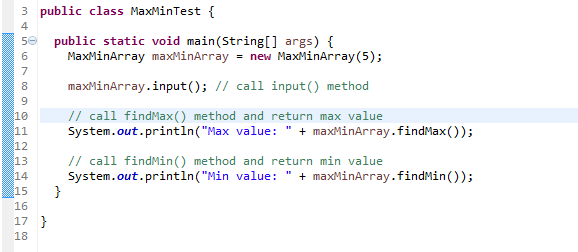 3 public class MaxMinTest {
4
5 public static void main(String[] args) {
6 MaxMinArray maxMinArray = new MaxMinArray(5);
7
8 maxMinArray.input(); // call input() method
9
10 // call findMax() method and return max value
11 System.out.println("Max value: " + maxMinArray.findMax());
12
13 // call findMin() method and return min value
14 System.out.println("Min value: " + maxMinArray.findMin());
15 }
16
17 }
18